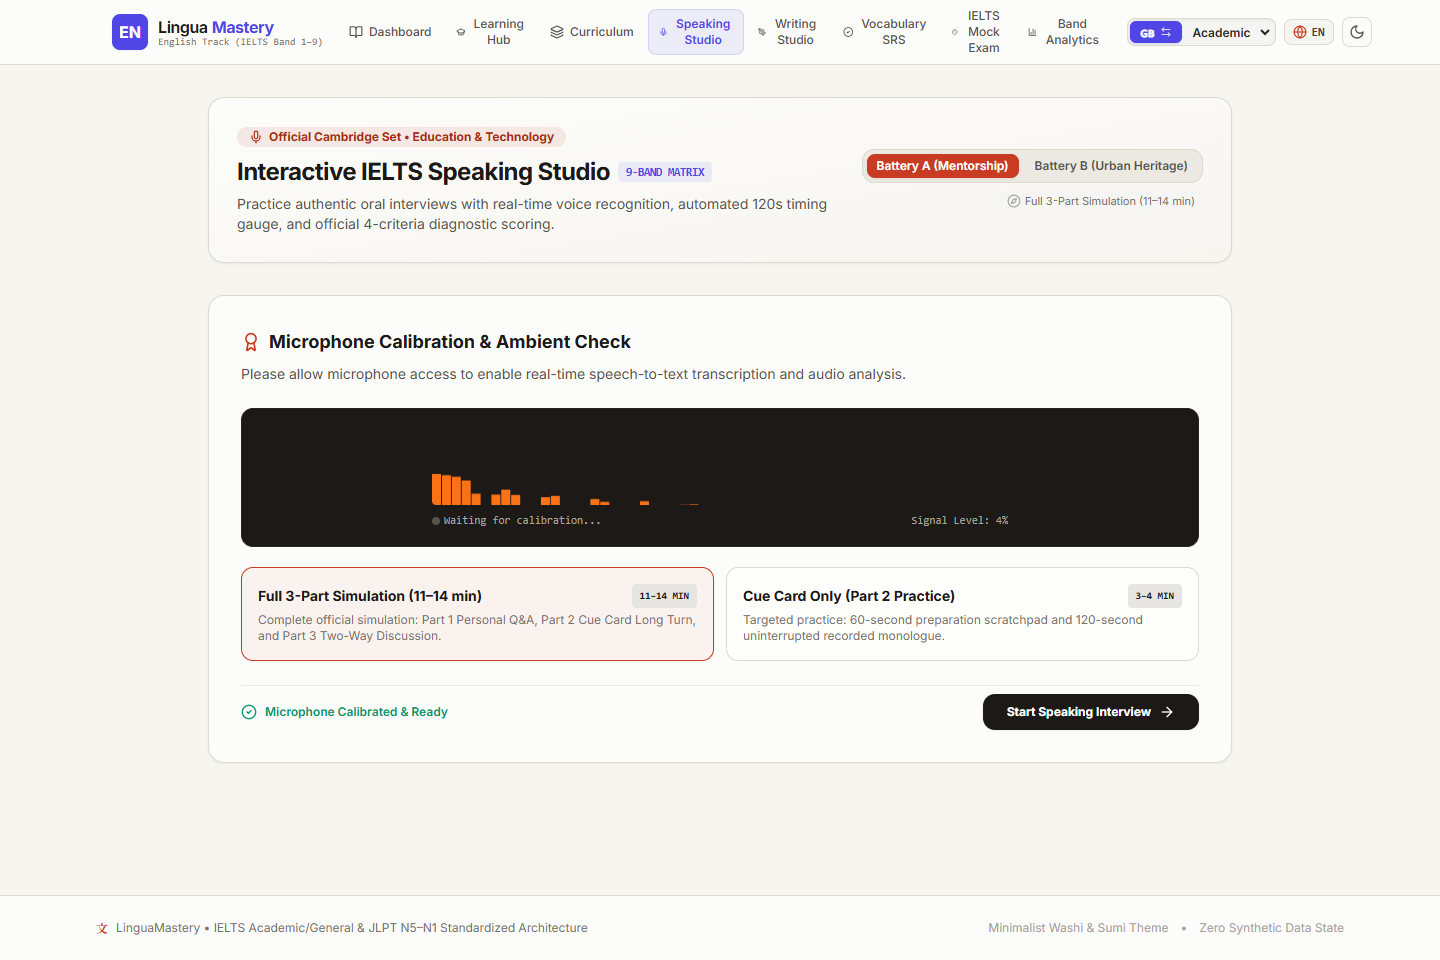 EN
Lingua Mastery
English Track (IELTS Band 1–9)
Dashboard
Learning
Hub
Curriculum
Speaking
Studio
Writing
Studio
Vocabulary
SRS
IELTS
Mock
Exam
Band
Analytics
GB
Academic
EN
Official Cambridge Set • Education & Technology
Interactive IELTS Speaking Studio
9-BAND MATRIX
Practice authentic oral interviews with real-time voice recognition, automated 120s timing
gauge, and official 4-criteria diagnostic scoring.
Battery A (Mentorship)
Battery B (Urban Heritage)
Full 3-Part Simulation (11–14 min)
Microphone Calibration & Ambient Check
Please allow microphone access to enable real-time speech-to-text transcription and audio analysis.
Waiting for calibration...
Signal Level: 4%
Full 3-Part Simulation (11–14 min)
11–14 MIN
Complete official simulation: Part 1 Personal Q&A, Part 2 Cue Card Long Turn,
and Part 3 Two-Way Discussion.
Cue Card Only (Part 2 Practice)
3–4 MIN
Targeted practice: 60-second preparation scratchpad and 120-second
uninterrupted recorded monologue.
Microphone Calibrated & Ready
Start Speaking Interview
文 LinguaMastery • IELTS Academic/General & JLPT N5–N1 Standardized Architecture
Minimalist Washi & Sumi Theme • Zero Synthetic Data State